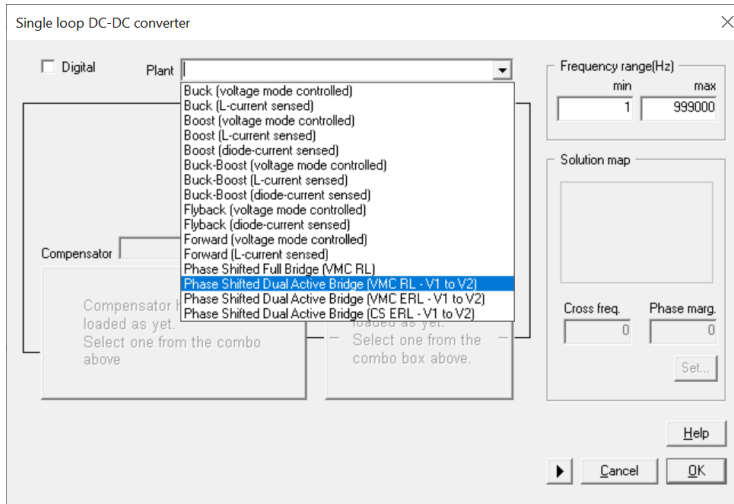 Single loop DC-DC converter
Digital
Plant
Buck (voltage mode controlled)
Buck (L-current sensed)
Boost (voltage mode controlled)
Boost (L-current sensed)
Boost (diode-current sensed)
Buck-Boost (voltage mode controlled)
Buck-Boost (L-current sensed)
Buck-Boost (diode-current sensed)
Flyback (voltage mode controlled)
Flyback (diode-current sensed)
Forward (voltage mode controlled)
Forward (L-current sensed)
Phase Shifted Full Bridge (VMC RL)
Phase Shifted Dual Active Bridge (VMC RL - V1 to V2)
Phase Shifted Dual Active Bridge (VMC ERL - V1 to V2)
Phase Shifted Dual Active Bridge (CS ERL - V1 to V2)
Compensator
Compensator
loaded as yet.
Select one from the combo
above
loaded as yet.
Select one from the
combo box above.
Frequency range(Hz)
min max
1 999000
Solution map
Cross freq. Phase marg.
0 0
Set...
Help
Cancel OK